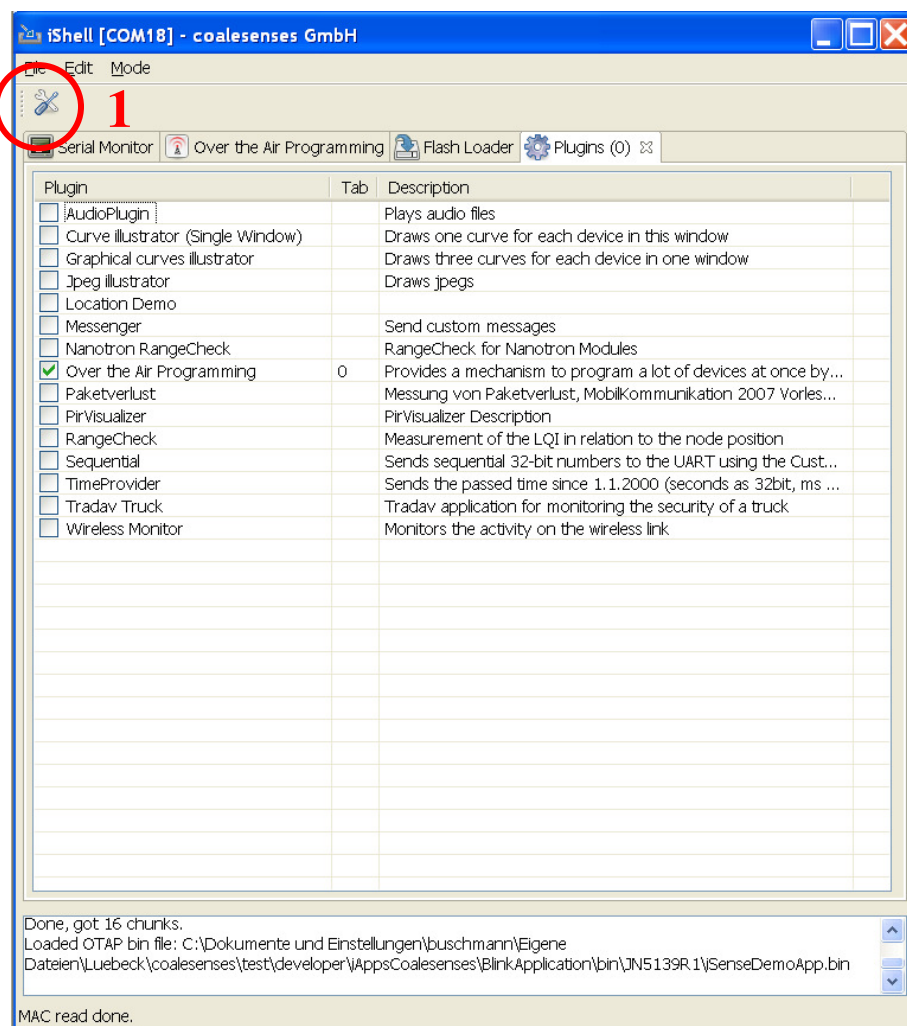 iShell [COM18] - coalesenses GmbH
File Edit Mode
1
Serial Monitor Over the Air Programming Flash Loader Plugins (0)
Plugin Tab Description
AudioPlugin Plays audio files
Curve illustrator (Single Window) Draws one curve for each device in this window
Graphical curves illustrator Draws three curves for each device in one window
Jpeg illustrator Draws jpegs
Location Demo
Messenger Send custom messages
Nanotron RangeCheck RangeCheck for Nanotron Modules
Over the Air Programming 0 Provides a mechanism to program a lot of devices at once by...
Paketverlust Messung von Paketverlust, MobilKommunikation 2007 Vorles...
PirVisualizer PirVisualizer Description
RangeCheck Measurement of the LQI in relation to the node position
Sequential Sends sequential 32-bit numbers to the UART using the Cust...
TimeProvider Sends the passed time since 1.1.2000 (seconds as 32bit, ms ...
Tradav Truck Tradav application for monitoring the security of a truck
Wireless Monitor Monitors the activity on the wireless link
Done, got 16 chunks.
Loaded OTAP bin file: C:\Dokumente und Einstellungen\buschmann\Eigene
Dateien\Luebeck\coalesenses\test\developer\iAppsCoalesenses\BlinkApplication\bin\JN5139R1\iSenseDemoApp.bin
MAC read done.